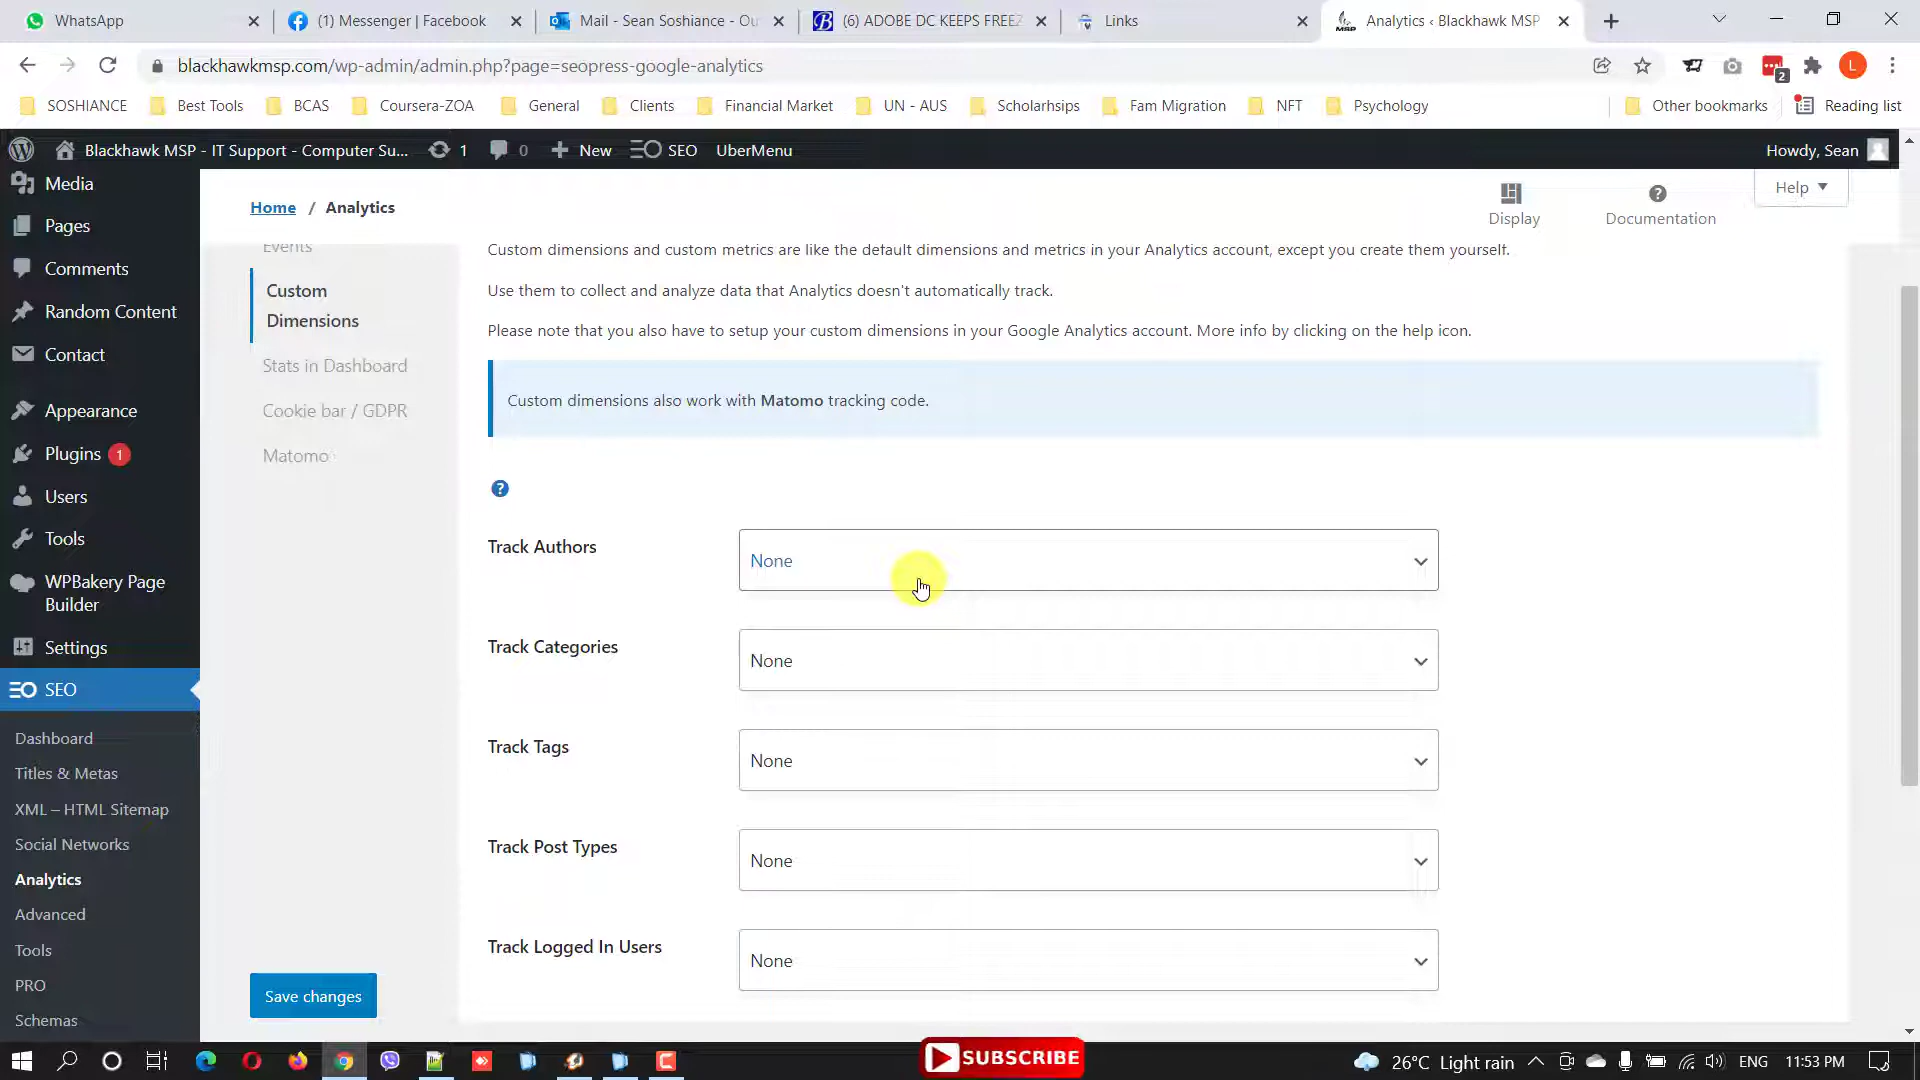 WhatsApp
(1) Messenger | Facebook
Mail - Sean Soshiance - Ou
(6) ADOBE DC KEEPS FREEZ
Links
Analytics ‹ Blackhawk MSP
blackhawkmsp.com/wp-admin/admin.php?page=seopress-google-analytics
2
L
SOSHIANCE
Best Tools
BCAS
Coursera-ZOA
General
Clients
Financial Market
UN - AUS
Scholarhsips
Fam Migration
NFT
Psychology
Other bookmarks
Reading list
Blackhawk MSP - IT Support - Computer Su...
1
0
New
SEO
UberMenu
Howdy, Sean
Media
Pages
Comments
Random Content
Contact
Appearance
Plugins 1
Users
Tools
WPBakery Page
Builder
Settings
SEO
Dashboard
Titles & Metas
XML – HTML Sitemap
Social Networks
Analytics
Advanced
Tools
PRO
Schemas
Home / Analytics
Display
Documentation
Help
Events
Custom
Dimensions
Stats in Dashboard
Cookie bar / GDPR
Matomo
Save changes
Custom dimensions and custom metrics are like the default dimensions and metrics in your Analytics account, except you create them yourself.
Use them to collect and analyze data that Analytics doesn't automatically track.
Please note that you also have to setup your custom dimensions in your Google Analytics account. More info by clicking on the help icon.
Custom dimensions also work with Matomo tracking code.
Track Authors
None
Track Categories
None
Track Tags
None
Track Post Types
None
Track Logged In Users
None
SUBSCRIBE
26°C Light rain
ENG
11:53 PM